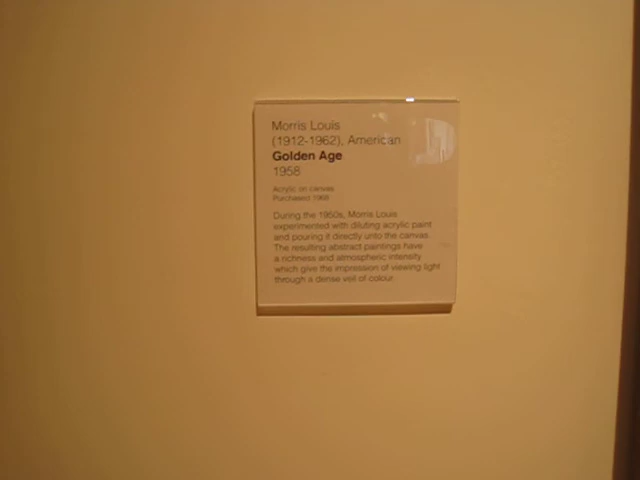 Morris Louis
(1912-1962), American
Golden Age
1958
Acrylic on canvas
Purchased 1968
During the 1950s, Morris Louis
experimented with diluting acrylic paint
and pouring it directly unto the canvas.
The resulting abstract paintings have
a richness and atmospheric intensity
which give the impression of viewing light
through a dense veil of colour